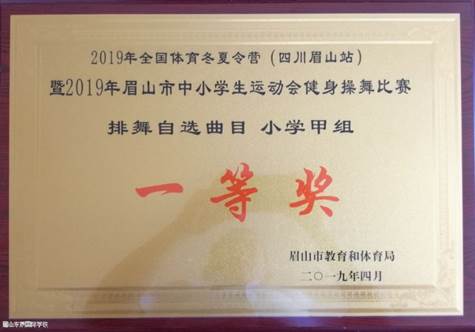 2019年全国体育冬夏令营（四川眉山站）
暨2019年眉山市中小学生运动会健身操舞比赛
排舞自选曲目 小学甲组
一等奖
眉山市教育和体育局
二〇一九年四月